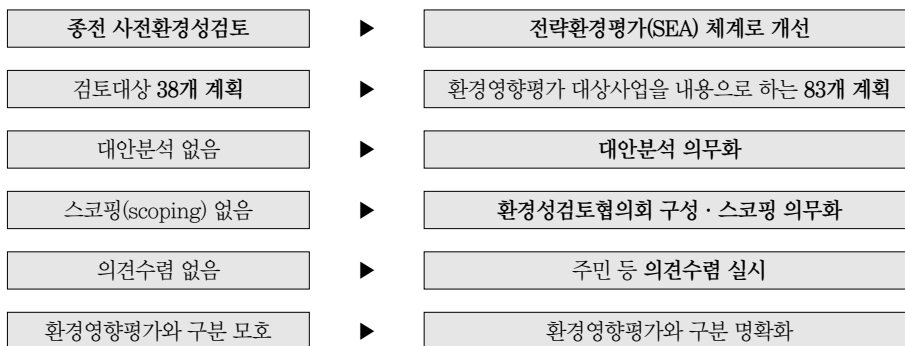 종전 사전환경성검토 ▶ 전략환경평가(SEA) 체계로 개선
검토대상 38개 계획 ▶ 환경영향평가 대상사업을 내용으로 하는 83개 계획
대안분석 없음 ▶ 대안분석 의무화
스코핑(scoping) 없음 ▶ 환경성검토협의회 구성 · 스코핑 의무화
의견수렴 없음 ▶ 주민 등 의견수렴 실시
환경영향평가와 구분 모호 ▶ 환경영향평가와 구분 명확화